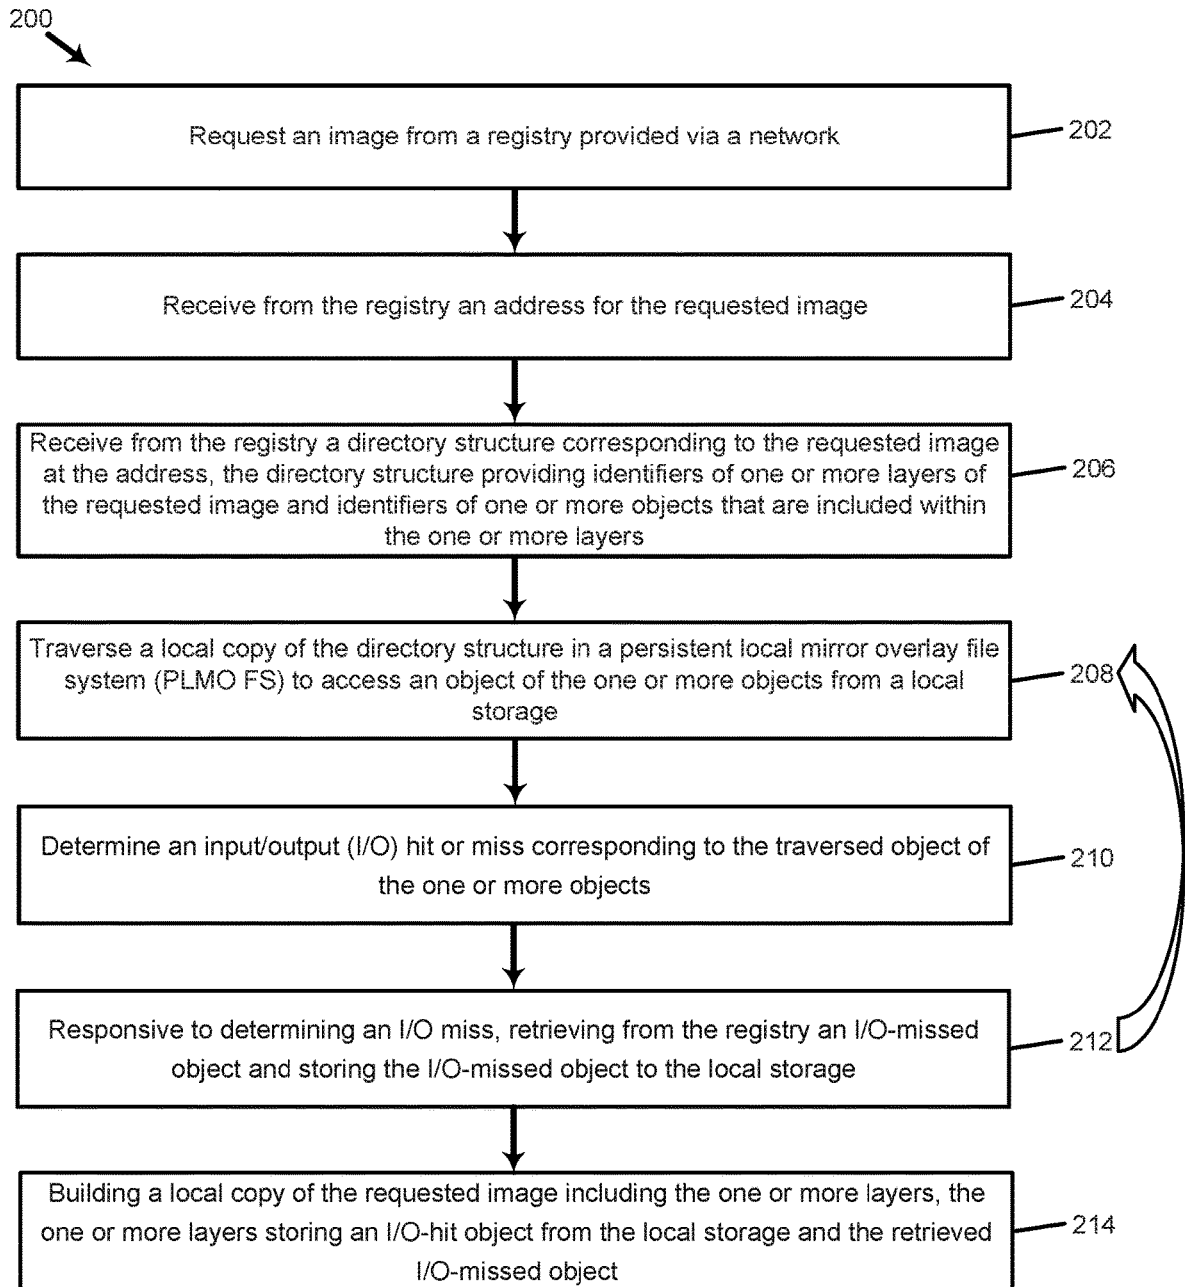 200
Request an image from a registry provided via a network
202
Receive from the registry an address for the requested image
204
Receive from the registry a directory structure corresponding to the requested image
at the address, the directory structure providing identifiers of one or more layers of
the requested image and identifiers of one or more objects that are included within
the one or more layers
206
Traverse a local copy of the directory structure in a persistent local mirror overlay file
system (PLMO FS) to access an object of the one or more objects from a local
storage
208
Determine an input/output (I/O) hit or miss corresponding to the traversed object of
the one or more objects
210
Responsive to determining an I/O miss, retrieving from the registry an I/O-missed
object and storing the I/O-missed object to the local storage
212
Building a local copy of the requested image including the one or more layers, the
one or more layers storing an I/O-hit object from the local storage and the retrieved
I/O-missed object
214